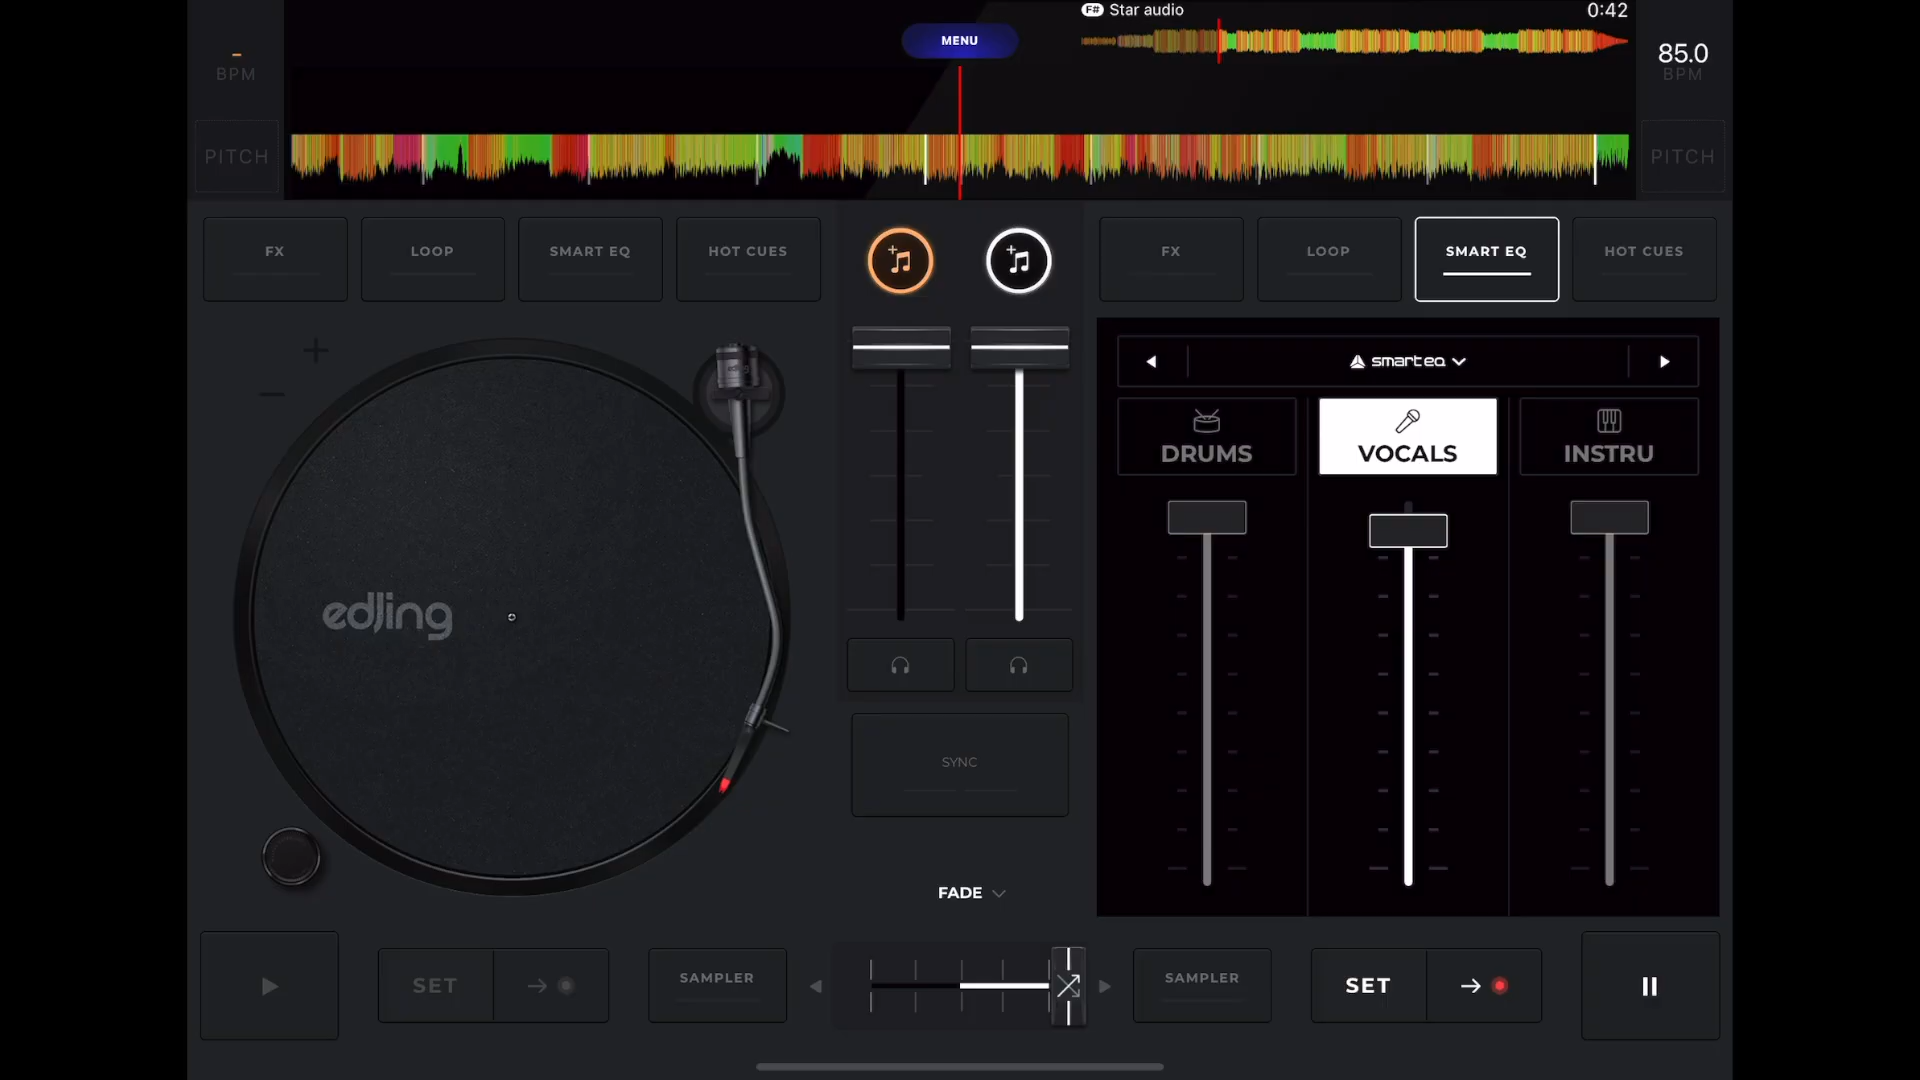 F# Star audio
0:42
MENU
BPM
85.0
BPM
PITCH
PITCH
FX
LOOP
SMART EQ
HOT CUES
FX
LOOP
SMART EQ
HOT CUES
smarteq
DRUMS
VOCALS
INSTRU
edjing
edjing
SYNC
FADE
SET
SAMPLER
SAMPLER
SET